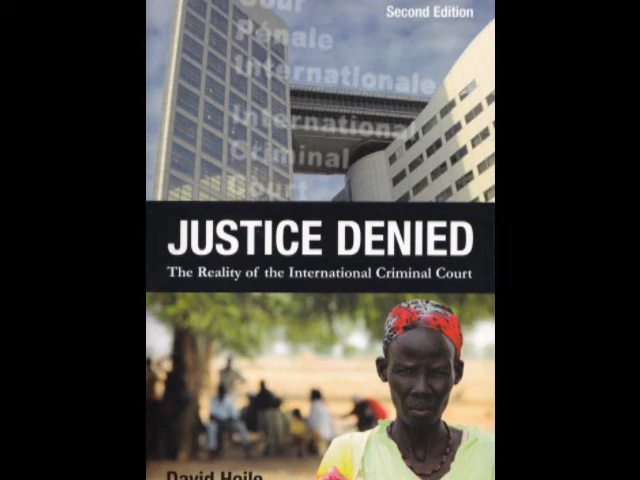 Second Edition
Cour
Pénale
Internationale
International
Criminal
Court
JUSTICE DENIED
The Reality of the International Criminal Court
David Hoile